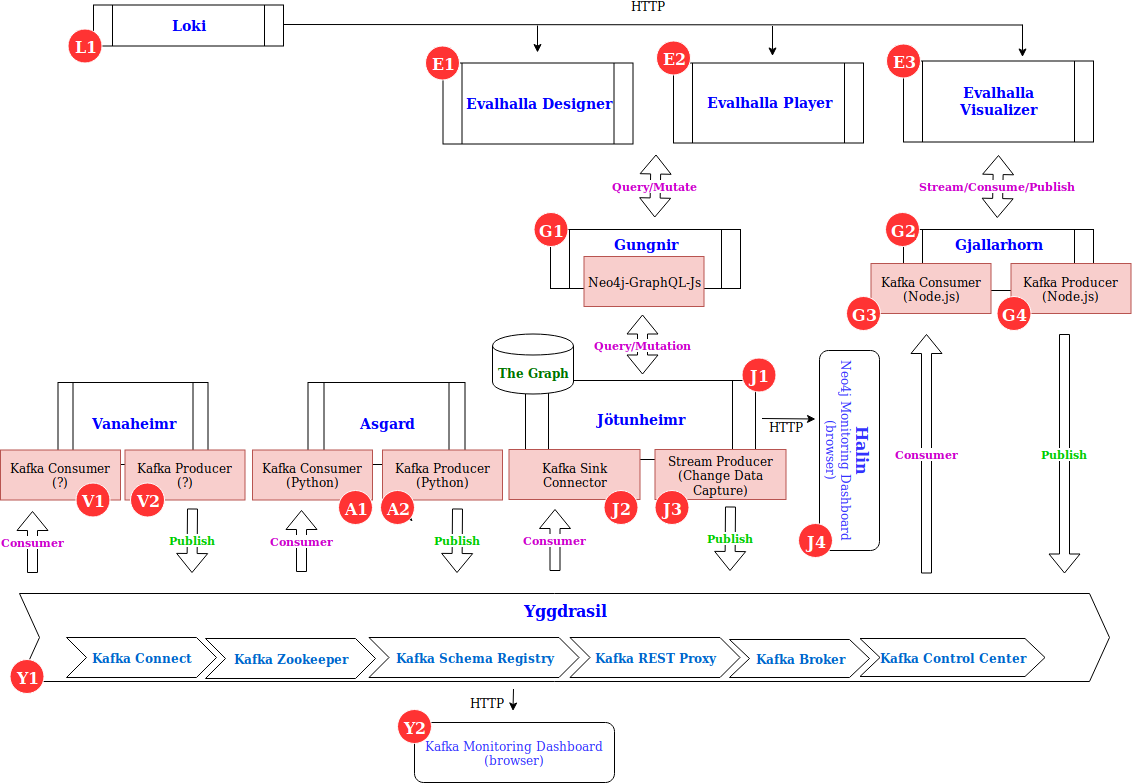 HTTP
Loki
L1
E1
E2
E3
Evalhalla Designer
Evalhalla Player
Evalhalla
Visualizer
Query/Mutate
Stream/Consume/Publish
G1
Gungnir
Neo4j-GraphQL-Js
G2
Gjallarhorn
Kafka Consumer
(Node.js)
Kafka Producer
(Node.js)
G3
G4
Query/Mutation
The Graph
J1
Jötunheimr
HTTP
Halin
Neo4j Monitoring Dashboard
(browser)
J4
Vanaheimr
Kafka Consumer
(?)
Kafka Producer
(?)
V1
V2
Asgard
Kafka Consumer
(Python)
Kafka Producer
(Python)
A1
A2
Kafka Sink
Connector
Stream Producer
(Change Data
Capture)
J2
J3
Consumer
Publish
Consumer
Publish
Consumer
Publish
Consumer
Publish
Yggdrasil
Kafka Connect
Kafka Zookeeper
Kafka Schema Registry
Kafka REST Proxy
Kafka Broker
Kafka Control Center
Y1
HTTP
Y2
Kafka Monitoring Dashboard
(browser)